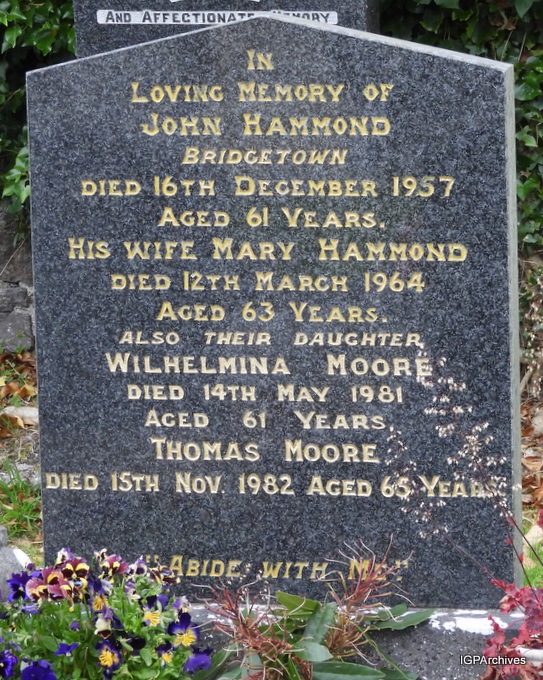 And Affectionate Memory
In
Loving Memory of
John Hammond
Bridgetown
died 16th December 1957
Aged 61 Years.
His wife Mary Hammond
died 12th March 1964
Aged 63 Years.
also their daughter
Wilhelmina Moore
died 14th May 1981
aged 61 Years.
Thomas Moore
died 15th Nov. 1982 Aged 65 Years
"Abide with Me."
IGPArchives